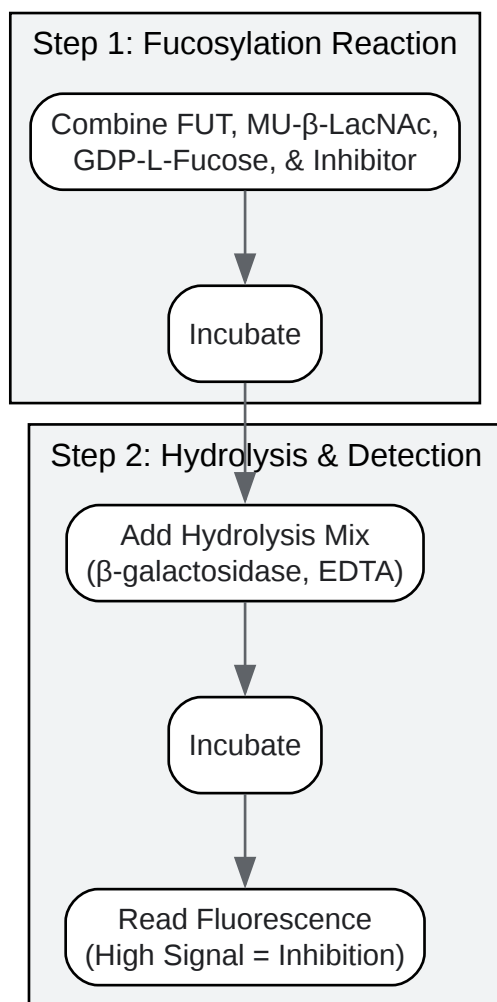 Step 1: Fucosylation Reaction
Combine FUT, MU-β-LacNAc,
GDP-L-Fucose, & Inhibitor
Incubate
Step 2: Hydrolysis & Detection
Add Hydrolysis Mix
(β-galactosidase, EDTA)
Incubate
Read Fluorescence
(High Signal = Inhibition)